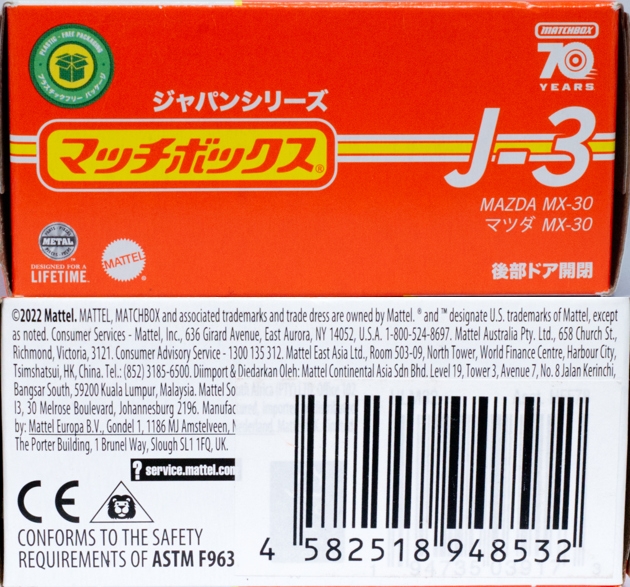 PLASTIC - FREE PACKAGING
プラスチックフリー パッケージ
MATCHBOX
70
YEARS
ジャパンシリーズ
マッチボックス®
J-3
MAZDA MX-30
マツダ MX-30
METAL
DESIGNED FOR A
LIFETIME™
MATTEL
後部ドア開閉
©2022 Mattel. MATTEL, MATCHBOX and associated trademarks and trade dress are owned by Mattel. ® and ™ designate U.S. trademarks of Mattel, except
as noted. Consumer Services - Mattel, Inc., 636 Girard Avenue, East Aurora, NY 14052, U.S.A. 1-800-524-8697. Mattel Australia Pty. Ltd., 658 Church St.,
Richmond, Victoria, 3121. Consumer Advisory Service - 1300 135 312. Mattel East Asia Ltd., Room 503-09, North Tower, World Finance Centre, Harbour City,
Tsimshatsui, HK, China. Tel.: (852) 3185-6500. Diimport & Diedarkan Oleh: Mattel Continental Asia Sdn Bhd. Level 19, Tower 3, Avenue 7, No. 8 Jalan Kerinchi,
Bangsar South, 59200 Kuala Lumpur, Malaysia. Mattel So
I3, 30 Melrose Boulevard, Johannesburg 2196. Manufac
by: Mattel Europa B.V., Gondel 1, 1186 MJ Amstelveen, N
The Porter Building, 1 Brunel Way, Slough SL1 1FQ, UK.
? service.mattel.com
CE
CONFORMS TO THE SAFETY
REQUIREMENTS OF ASTM F963
4 582518 948532